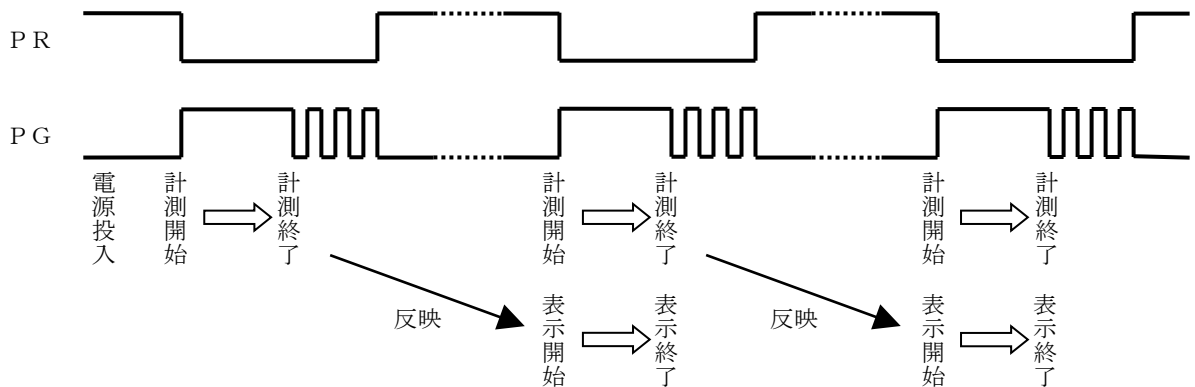 ＰＲ
ＰＧ
電源投入
計測開始
計測終了
計測開始
計測終了
計測開始
計測終了
反映
表示開始
表示終了
反映
表示開始
表示終了